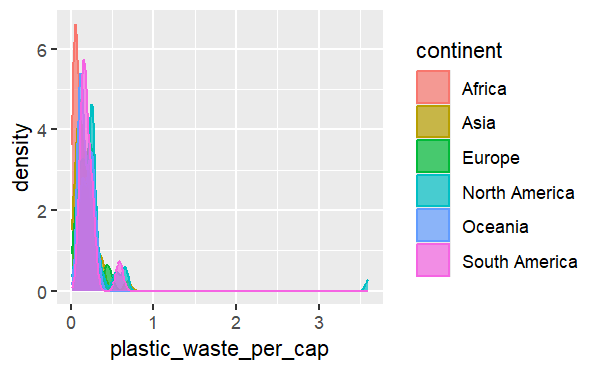 density
6
4
2
0
0
1
2
3
plastic_waste_per_cap
continent
Africa
Asia
Europe
North America
Oceania
South America